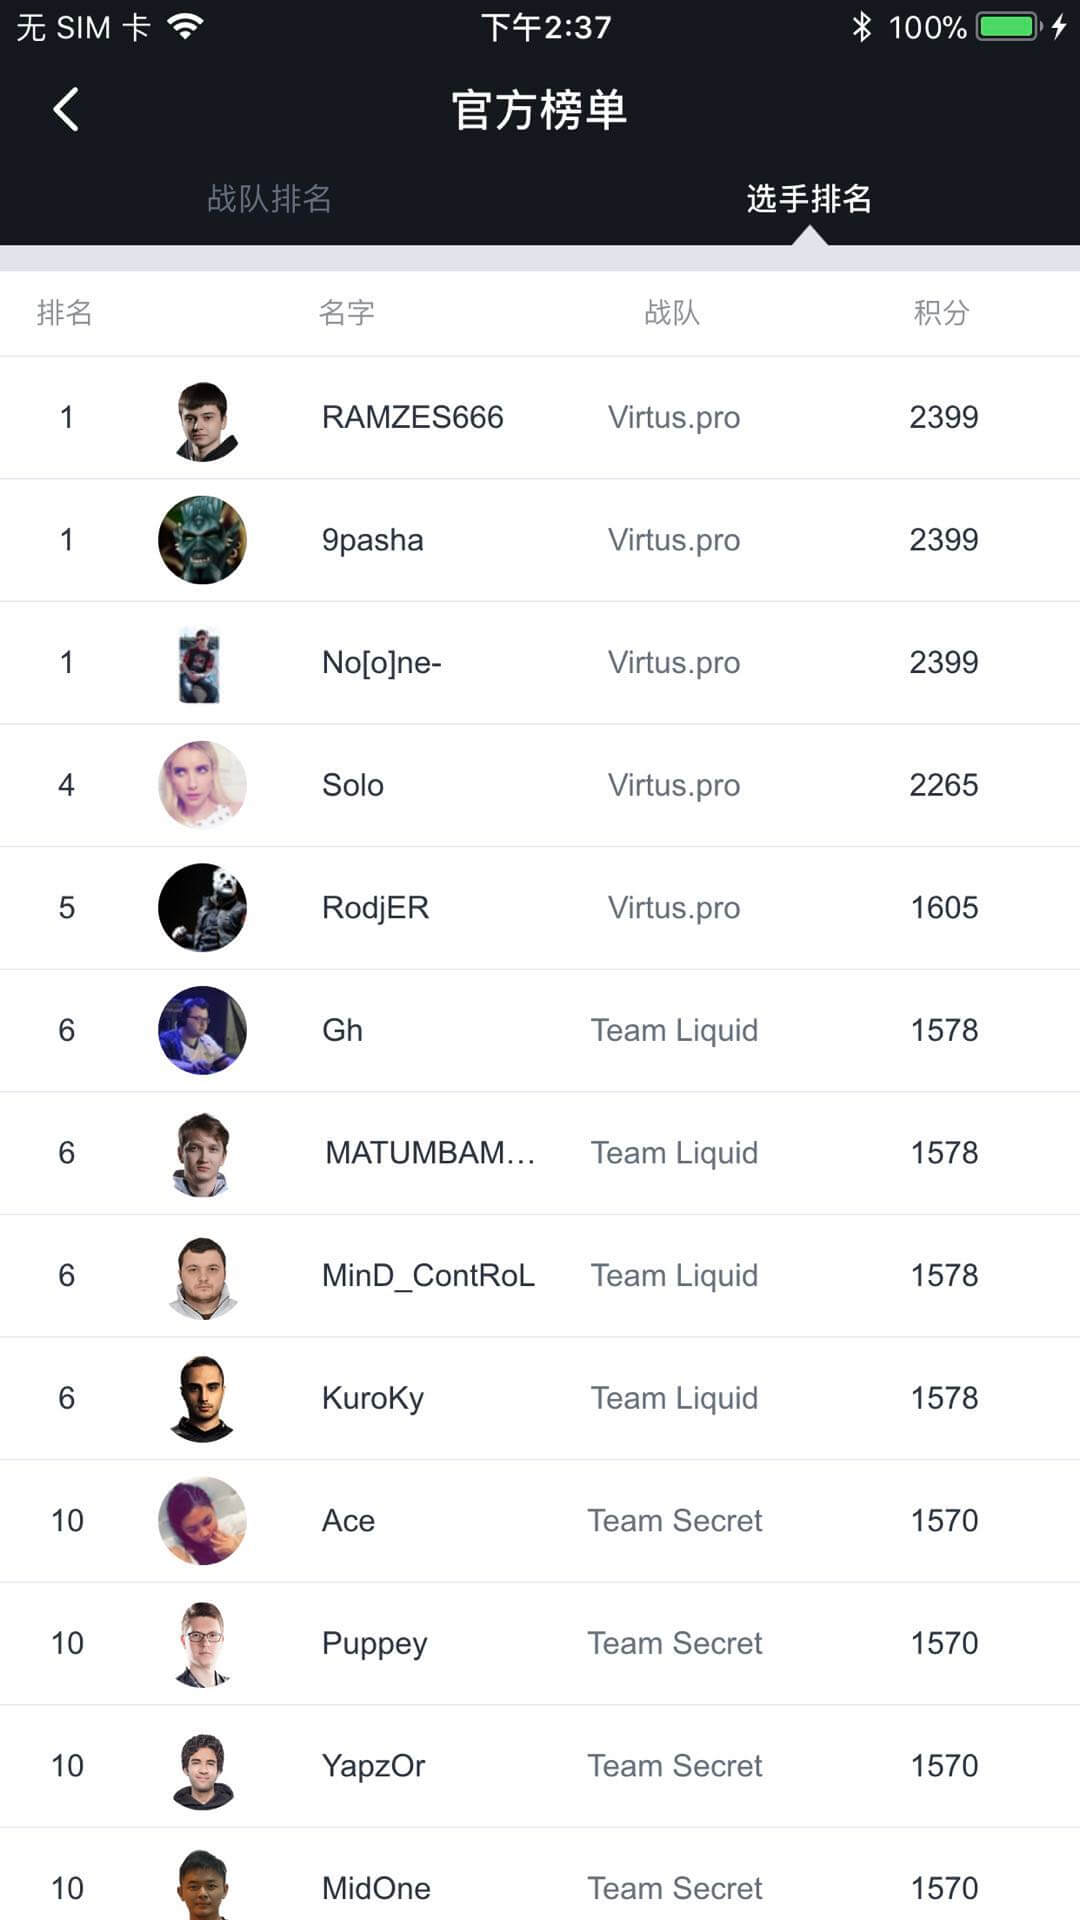 无 SIM 卡 下午2:37 100%
官方榜单
战队排名 选手排名
排名 名字 战队 积分
1 RAMZES666 Virtus.pro 2399
1 9pasha Virtus.pro 2399
1 No[o]ne- Virtus.pro 2399
4 Solo Virtus.pro 2265
5 RodjER Virtus.pro 1605
6 Gh Team Liquid 1578
6 MATUMBAM... Team Liquid 1578
6 MinD_ContRoL Team Liquid 1578
6 KuroKy Team Liquid 1578
10 Ace Team Secret 1570
10 Puppey Team Secret 1570
10 YapzOr Team Secret 1570
10 MidOne Team Secret 1570